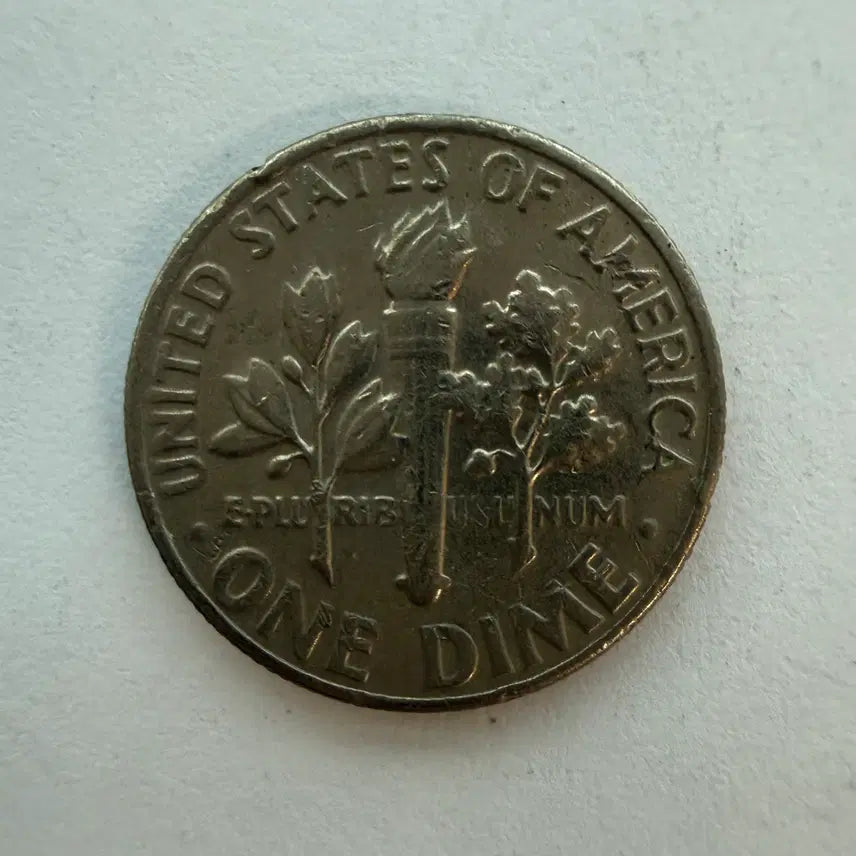 UNITED STATES OF AMERICA
E·PLURIBUS UNUM
ONE DIME